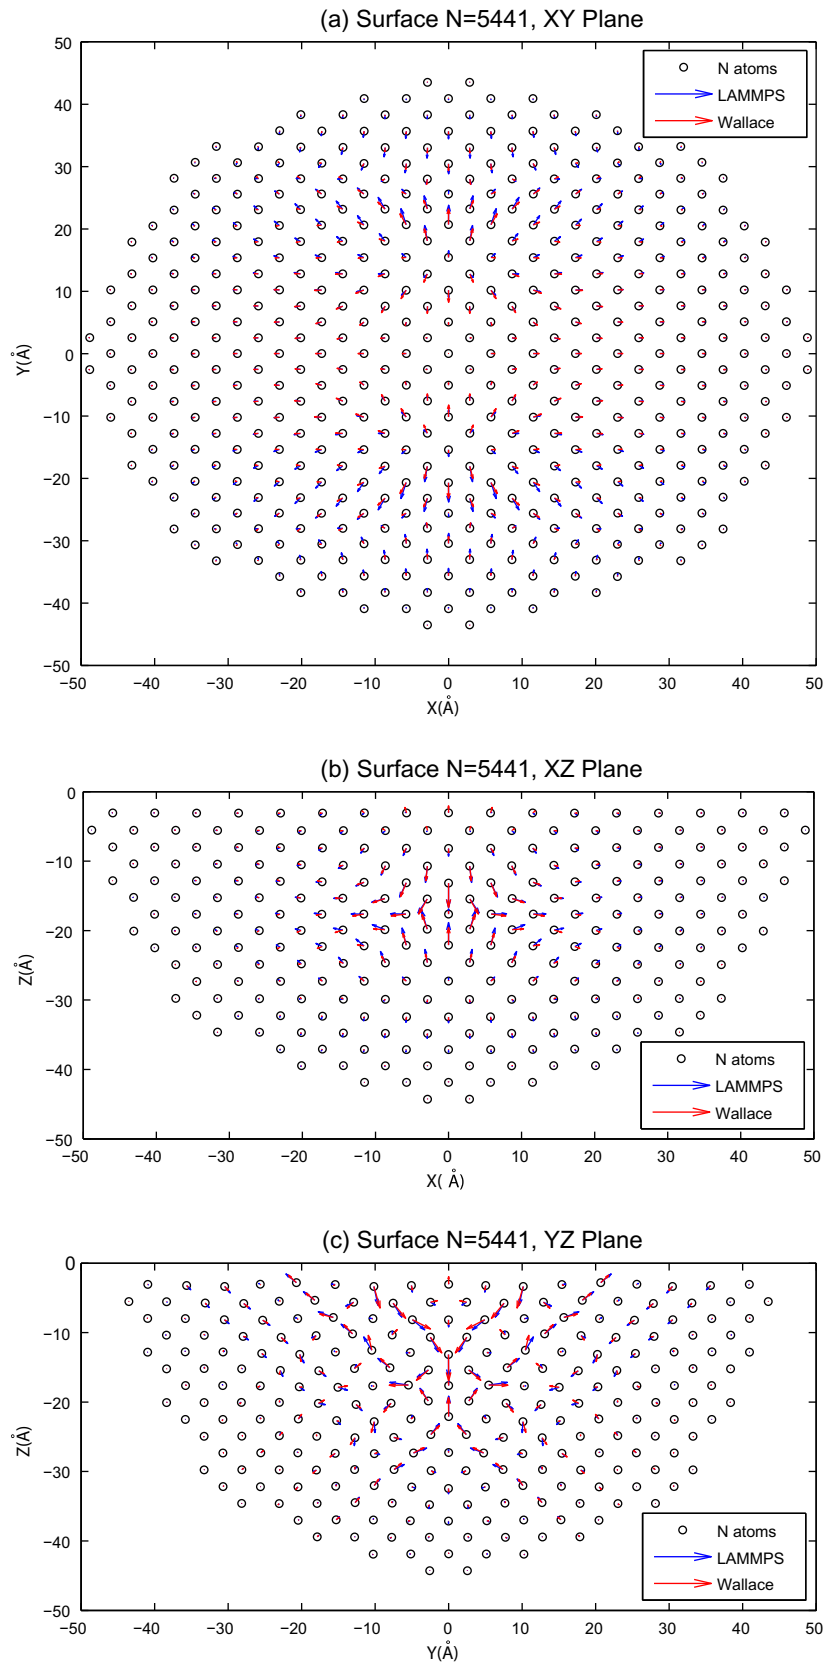 (a) Surface N=5441, XY Plane
50
40
30
20
10
0
−10
−20
−30
−40
−50
Y(Å)
N atoms
LAMMPS
Wallace
−50 −40 −30 −20 −10 0 10 20 30 40 50
X(Å)
(b) Surface N=5441, XZ Plane
0
−10
−20
−30
−40
−50
Z(Å)
N atoms
LAMMPS
Wallace
−50 −40 −30 −20 −10 0 10 20 30 40 50
X( Å)
(c) Surface N=5441, YZ Plane
0
−10
−20
−30
−40
−50
Z(Å)
N atoms
LAMMPS
Wallace
−50 −40 −30 −20 −10 0 10 20 30 40 50
Y(Å)